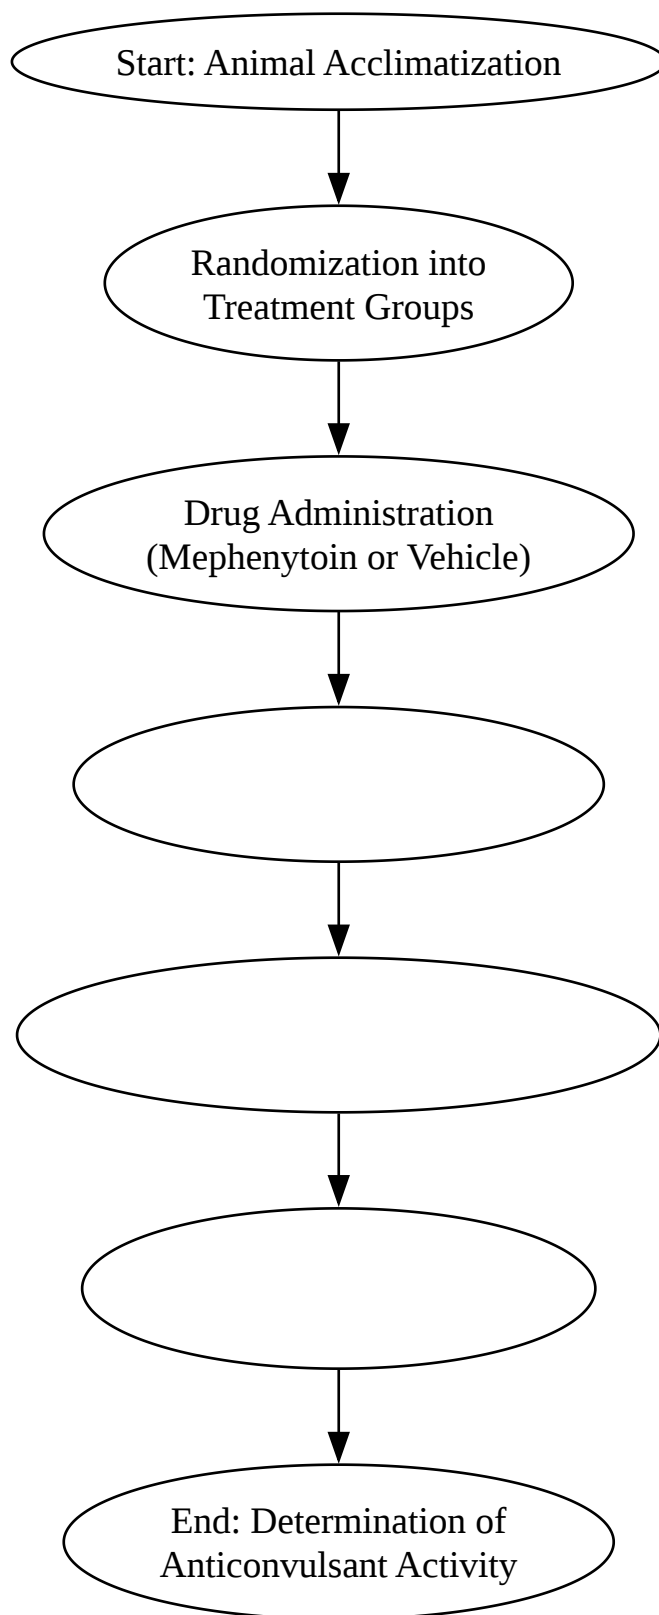 Start: Animal Acclimatization
Randomization into
Treatment Groups
Drug Administration
(Mephenytoin or Vehicle)
End: Determination of
Anticonvulsant Activity